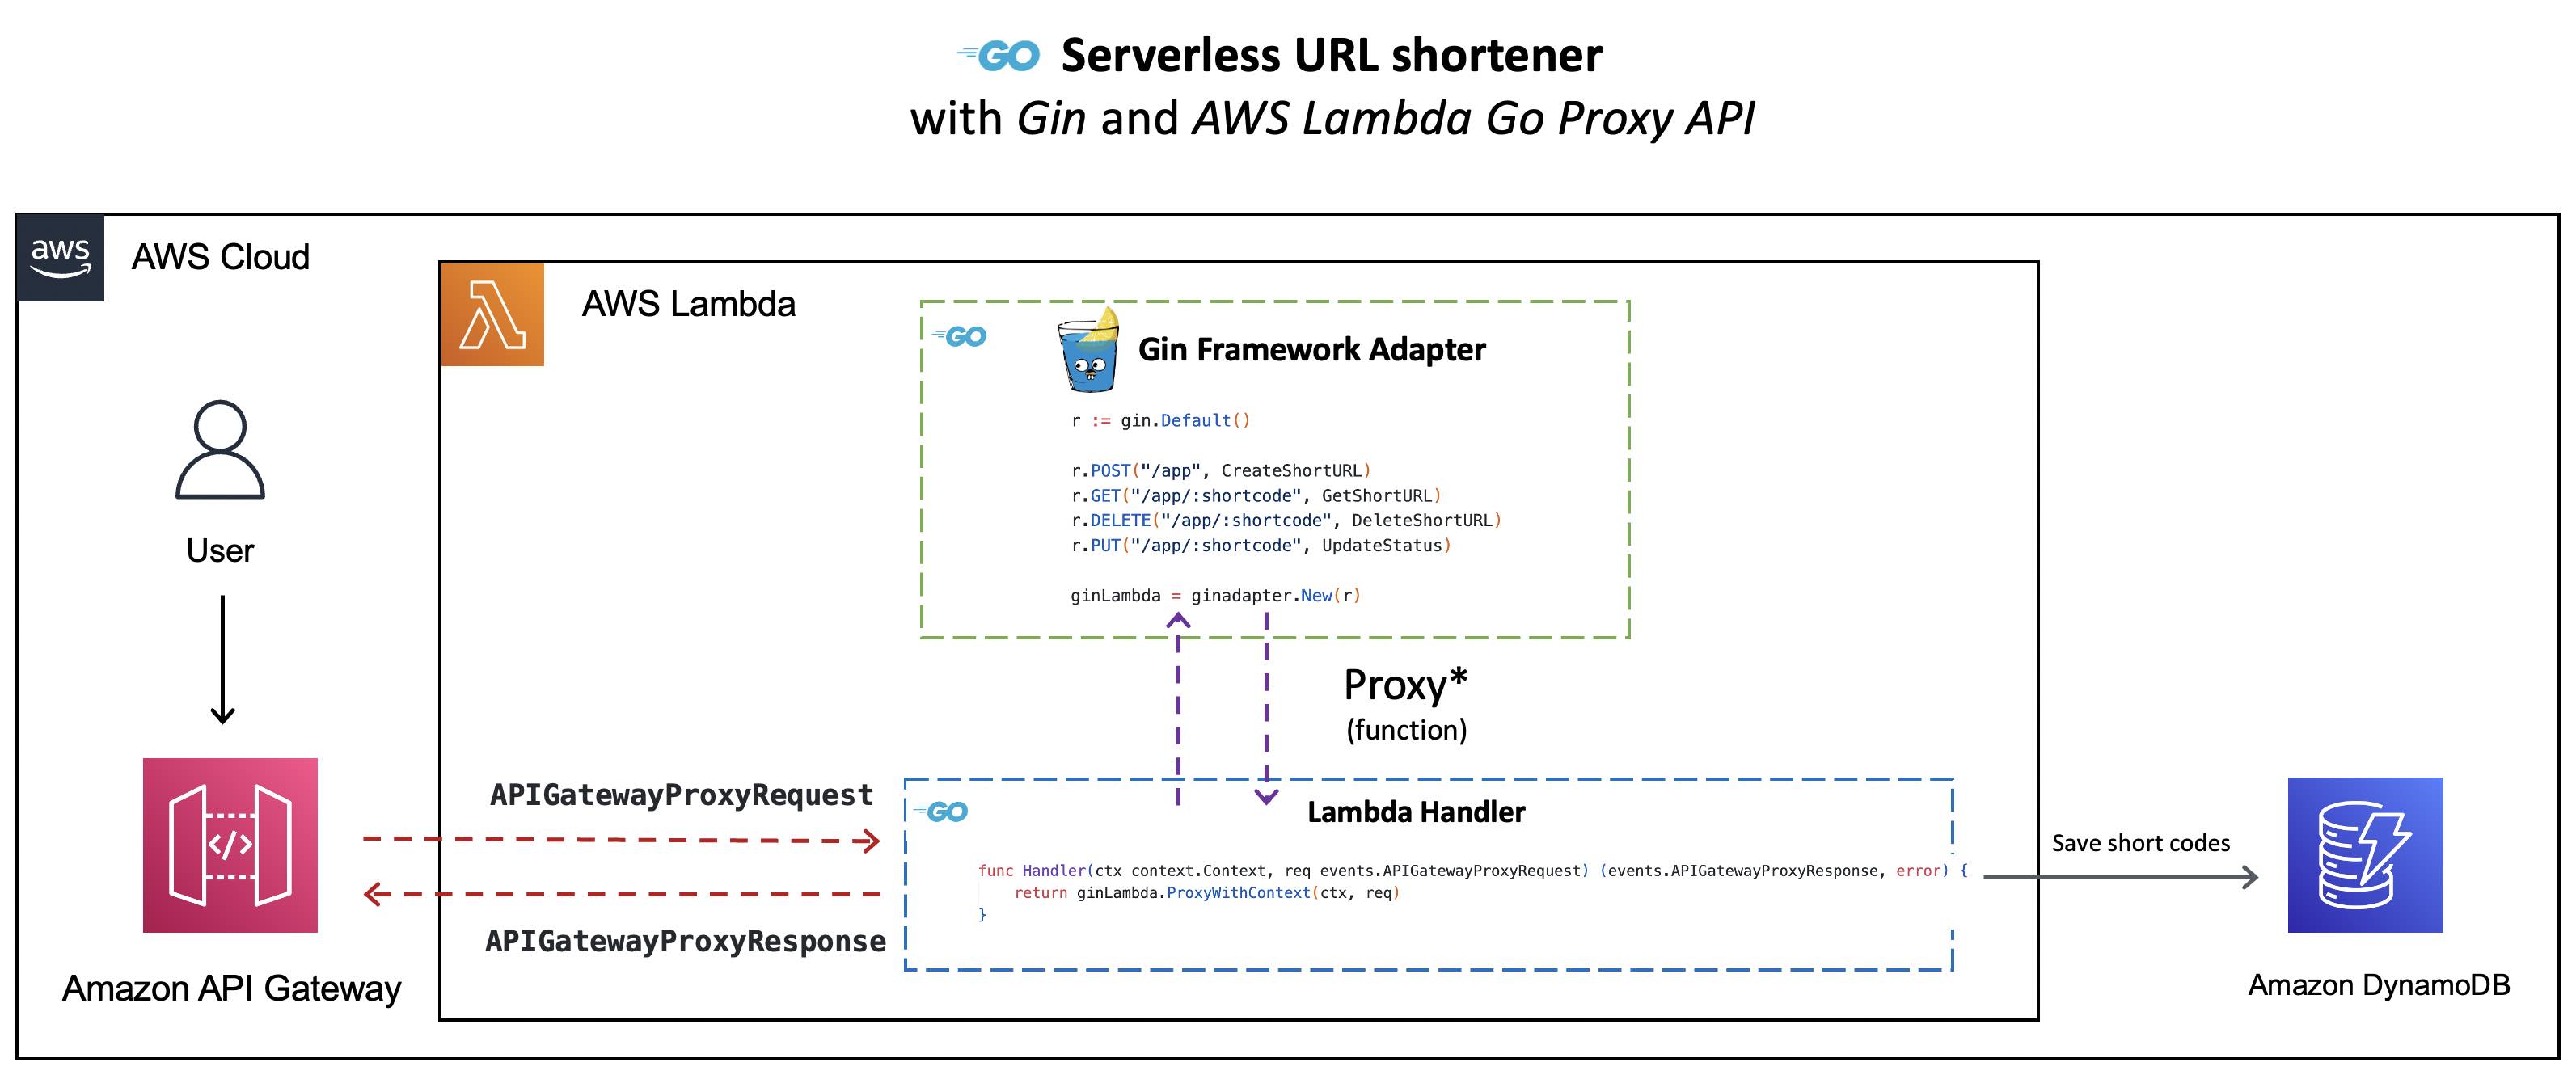 GO Serverless URL shortener
with Gin and AWS Lambda Go Proxy API
aws
AWS Cloud
AWS Lambda
GO
Gin Framework Adapter
r := gin.Default()
r.POST("/app", CreateShortURL)
r.GET("/app/:shortcode", GetShortURL)
r.DELETE("/app/:shortcode", DeleteShortURL)
r.PUT("/app/:shortcode", UpdateStatus)
ginLambda = ginadapter.New(r)
User
Proxy*
(function)
APIGatewayProxyRequest
</>
APIGatewayProxyResponse
Amazon API Gateway
GO
Lambda Handler
func Handler(ctx context.Context, req events.APIGatewayProxyRequest) (events.APIGatewayProxyResponse, error) {
return ginLambda.ProxyWithContext(ctx, req)
}
Save short codes
Amazon DynamoDB